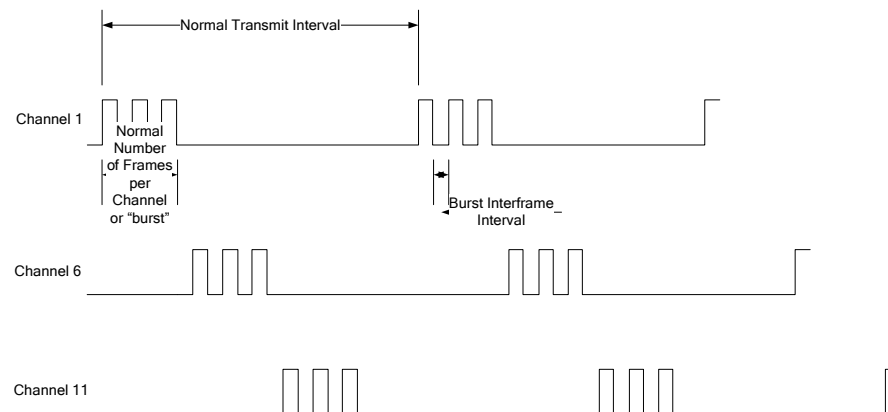 Normal Transmit Interval
Channel 1
Normal
Number
of Frames
per
Channel
or “burst”
Burst Interframe
Interval
Channel 6
Channel 11